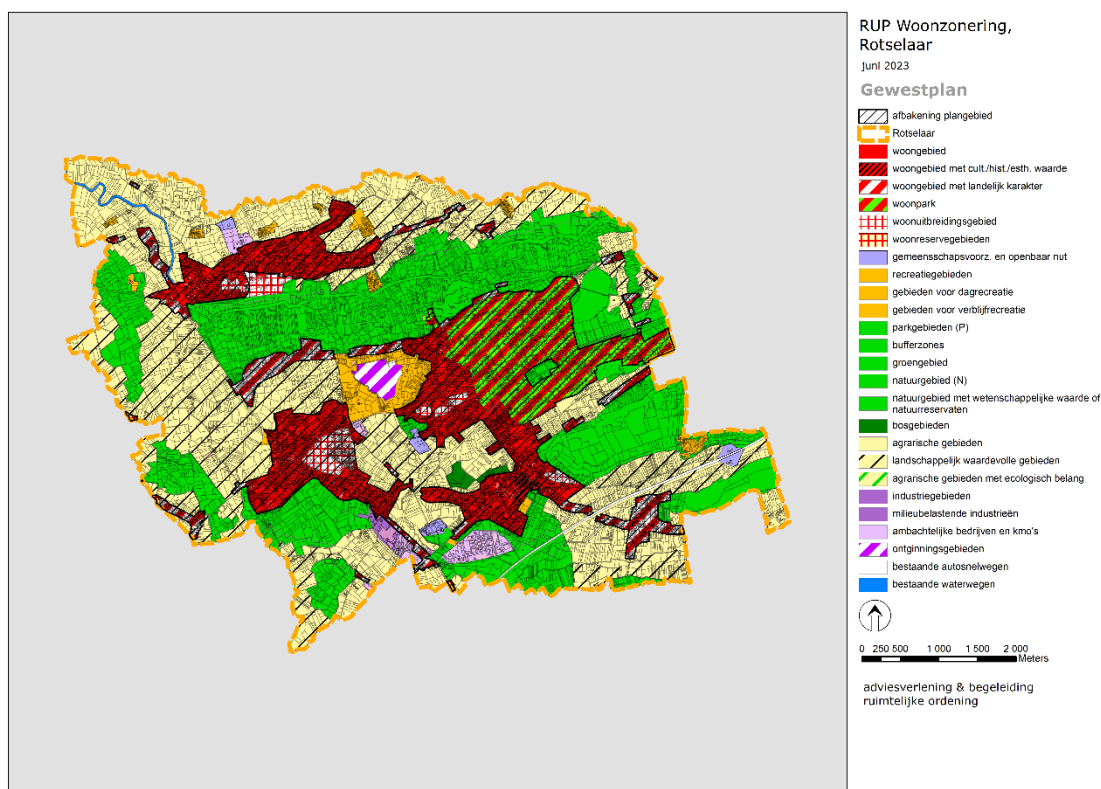 RUP Woonzonering,
Rotselaar
juni 2023
Gewestplan
afbakening plangebied
Rotselaar
woongebied
woongebied met cult./hist./esth. waarde
woongebied met landelijk karakter
woonpark
woonuitbreidingsgebied
woonreservegebieden
gemeensschapsvoorz. en openbaar nut
recreatiegebieden
gebieden voor dagrecreatie
gebieden voor verblijfrecreatie
parkgebieden (P)
bufferzones
groengebied
natuurgebied (N)
natuurgebied met wetenschappelijke waarde of
natuurreservaten
bosgebieden
agrarische gebieden
landschappelijk waardevolle gebieden
agrarische gebieden met ecologisch belang
industriegebieden
milieubelastende industrieën
ambachtelijke bedrijven en kmo's
ontginningsgebieden
bestaande autosnelwegen
bestaande waterwegen
0 250 500 1 000 1 500 2 000
Meters
adviesverlening & begeleiding
ruimtelijke ordening